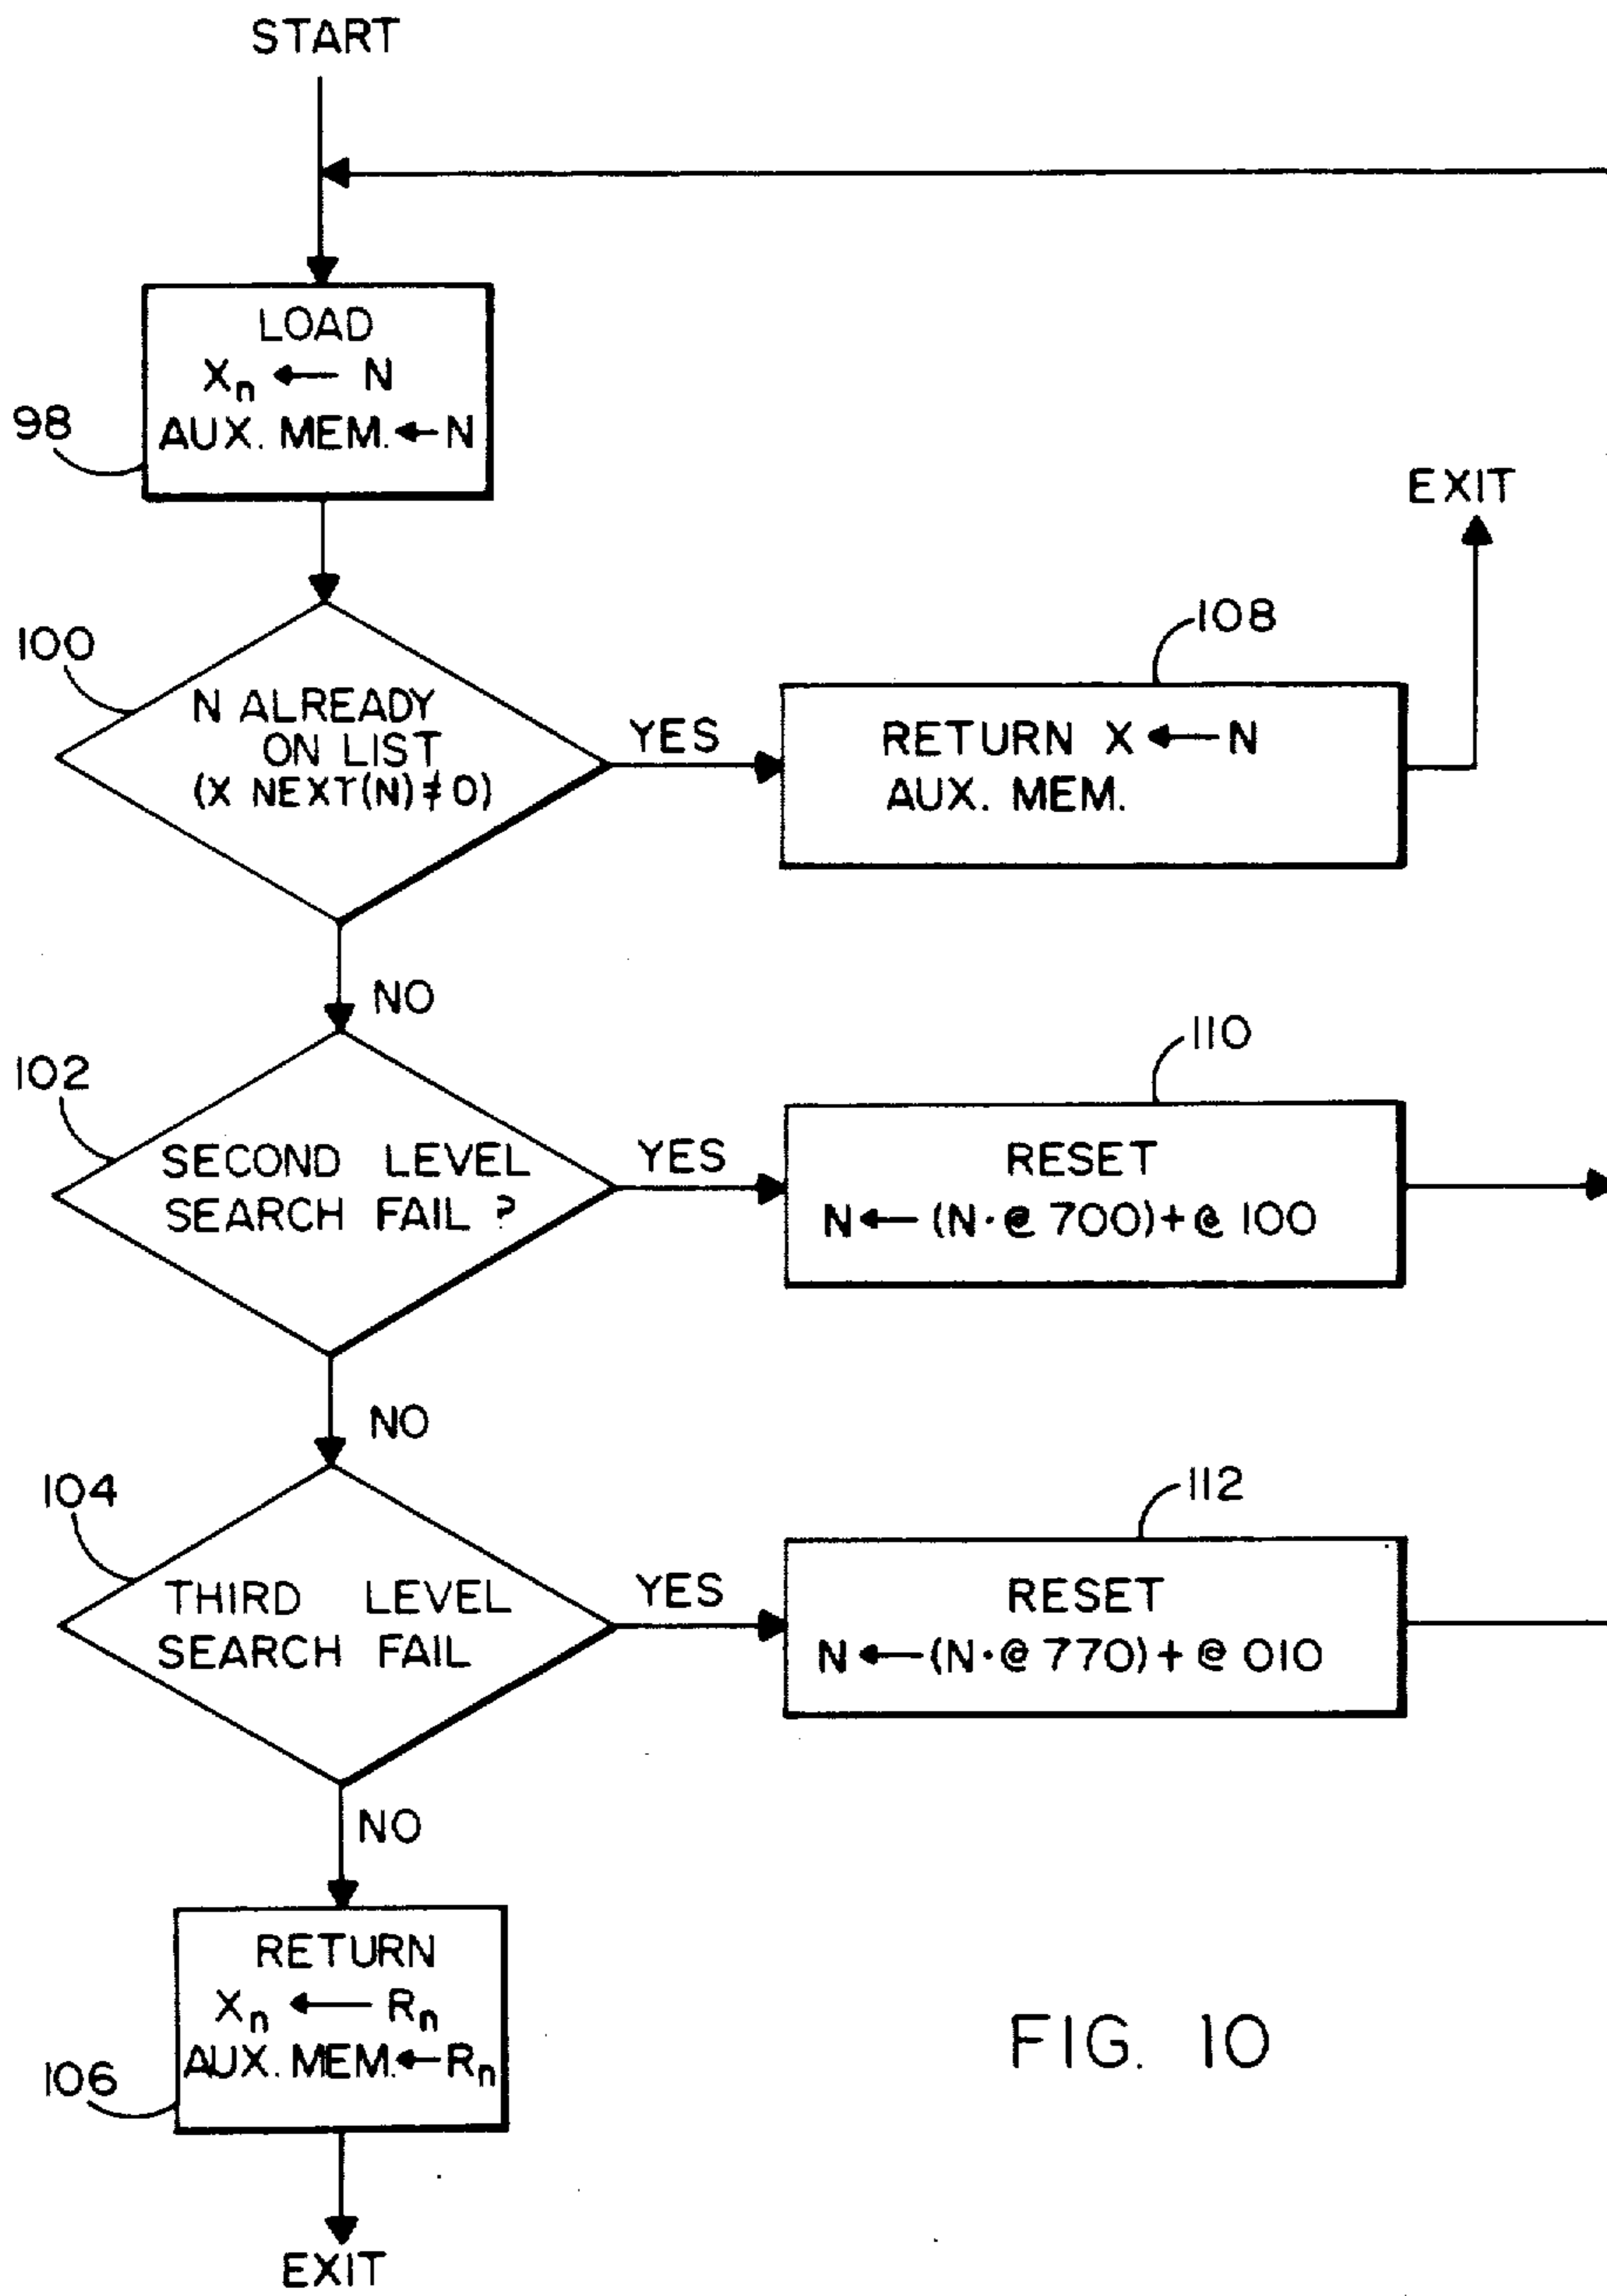 START
LOAD
Xn ← N
AUX. MEM. ← N
98
EXIT
100
N ALREADY
ON LIST
(X NEXT(N) ≠ 0)
YES
108
RETURN X ← N
AUX. MEM.
NO
102
SECOND LEVEL
SEARCH FAIL ?
YES
110
RESET
N ← (N·@ 700) + @ 100
NO
104
THIRD LEVEL
SEARCH FAIL
YES
112
RESET
N ← (N·@ 770) + @ 010
NO
RETURN
Xn ← Rn
AUX. MEM. ← Rn
106
EXIT
FIG. 10